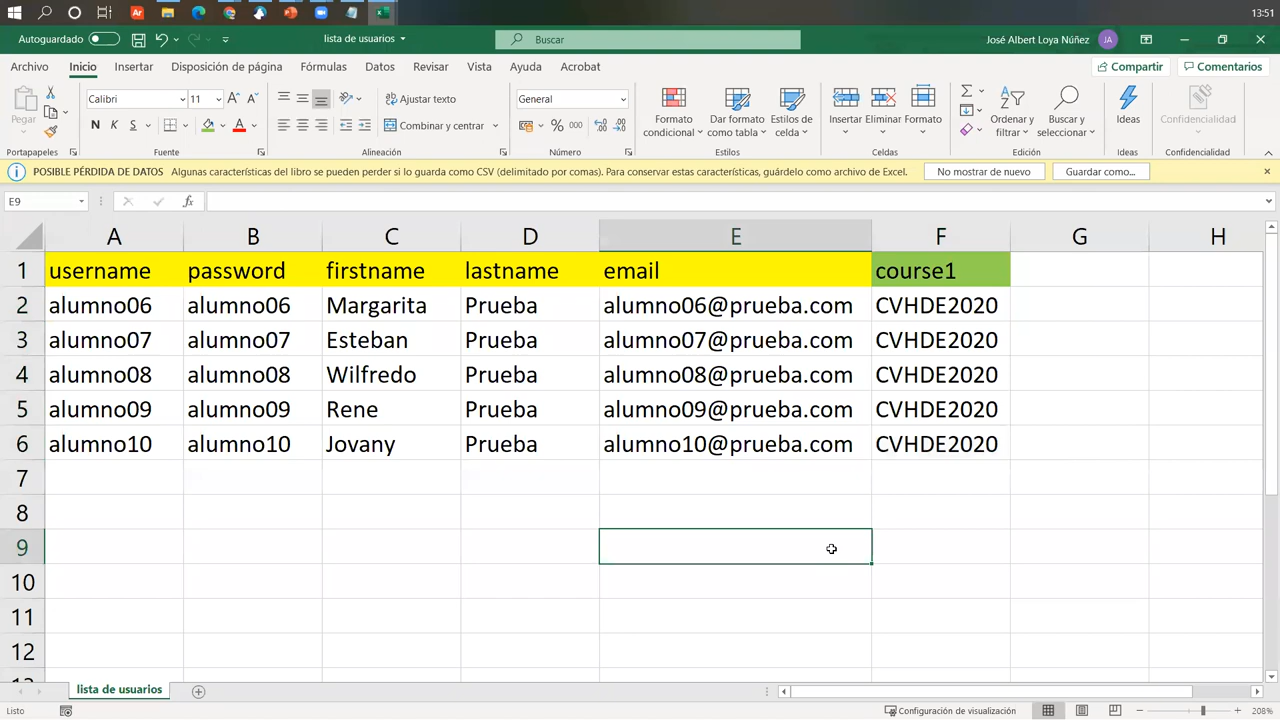 13:51
Autoguardado lista de usuarios Buscar José Albert Loya Núñez JA
Archivo Inicio Insertar Disposición de página Fórmulas Datos Revisar Vista Ayuda Acrobat Compartir Comentarios
Pegar Calibri 11 Ajustar texto General Formato condicional Dar formato como tabla Estilos de celda Insertar Eliminar Formato Ordenar y filtrar Buscar y seleccionar Ideas Confidencialidad
N K S A Combinar y centrar % 000
Portapapeles Fuente Alineación Número Estilos Celdas Edición Ideas Confidencialidad
POSIBLE PÉRDIDA DE DATOS Algunas características del libro se pueden perder si lo guarda como CSV (delimitado por comas). Para conservar estas características, guárdelo como archivo de Excel. No mostrar de nuevo Guardar como...
E9 fx
A B C D E F G H
1 username password firstname lastname email course1
2 alumno06 alumno06 Margarita Prueba alumno06@prueba.com CVHDE2020
3 alumno07 alumno07 Esteban Prueba alumno07@prueba.com CVHDE2020
4 alumno08 alumno08 Wilfredo Prueba alumno08@prueba.com CVHDE2020
5 alumno09 alumno09 Rene Prueba alumno09@prueba.com CVHDE2020
6 alumno10 alumno10 Jovany Prueba alumno10@prueba.com CVHDE2020
7
8
9
10
11
12
lista de usuarios
Listo Configuración de visualización 208%